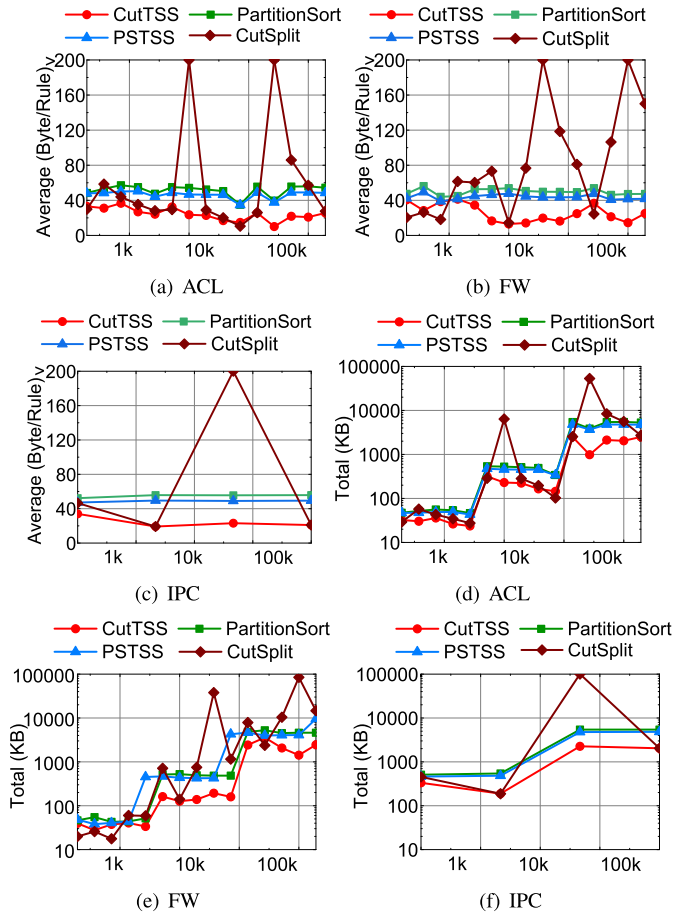 CutTSS PartitionSort
PSTSS CutSplit
Average (Byte/Rule)
200
160
120
80
40
0
1k 10k 100k
(a) ACL
CutTSS PartitionSort
PSTSS CutSplit
Average (Byte/Rule)
200
160
120
80
40
0
1k 10k 100k
(b) FW
CutTSS PartitionSort
PSTSS CutSplit
Average (Byte/Rule)
200
160
120
80
40
0
1k 10k 100k
(c) IPC
CutTSS PartitionSort
PSTSS CutSplit
Total (KB)
100000
10000
1000
100
10
1k 10k 100k
(d) ACL
CutTSS PartitionSort
PSTSS CutSplit
Total (KB)
100000
10000
1000
100
10
1k 10k 100k
(e) FW
CutTSS PartitionSort
PSTSS CutSplit
Total (KB)
100000
10000
1000
100
10
1k 10k 100k
(f) IPC